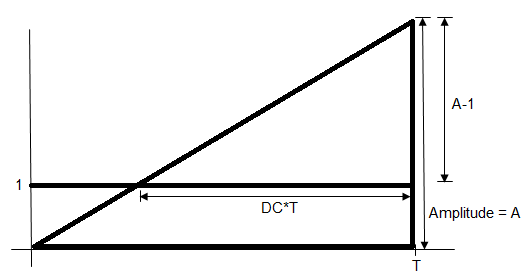 A-1
1
DC*T
Amplitude = A
T